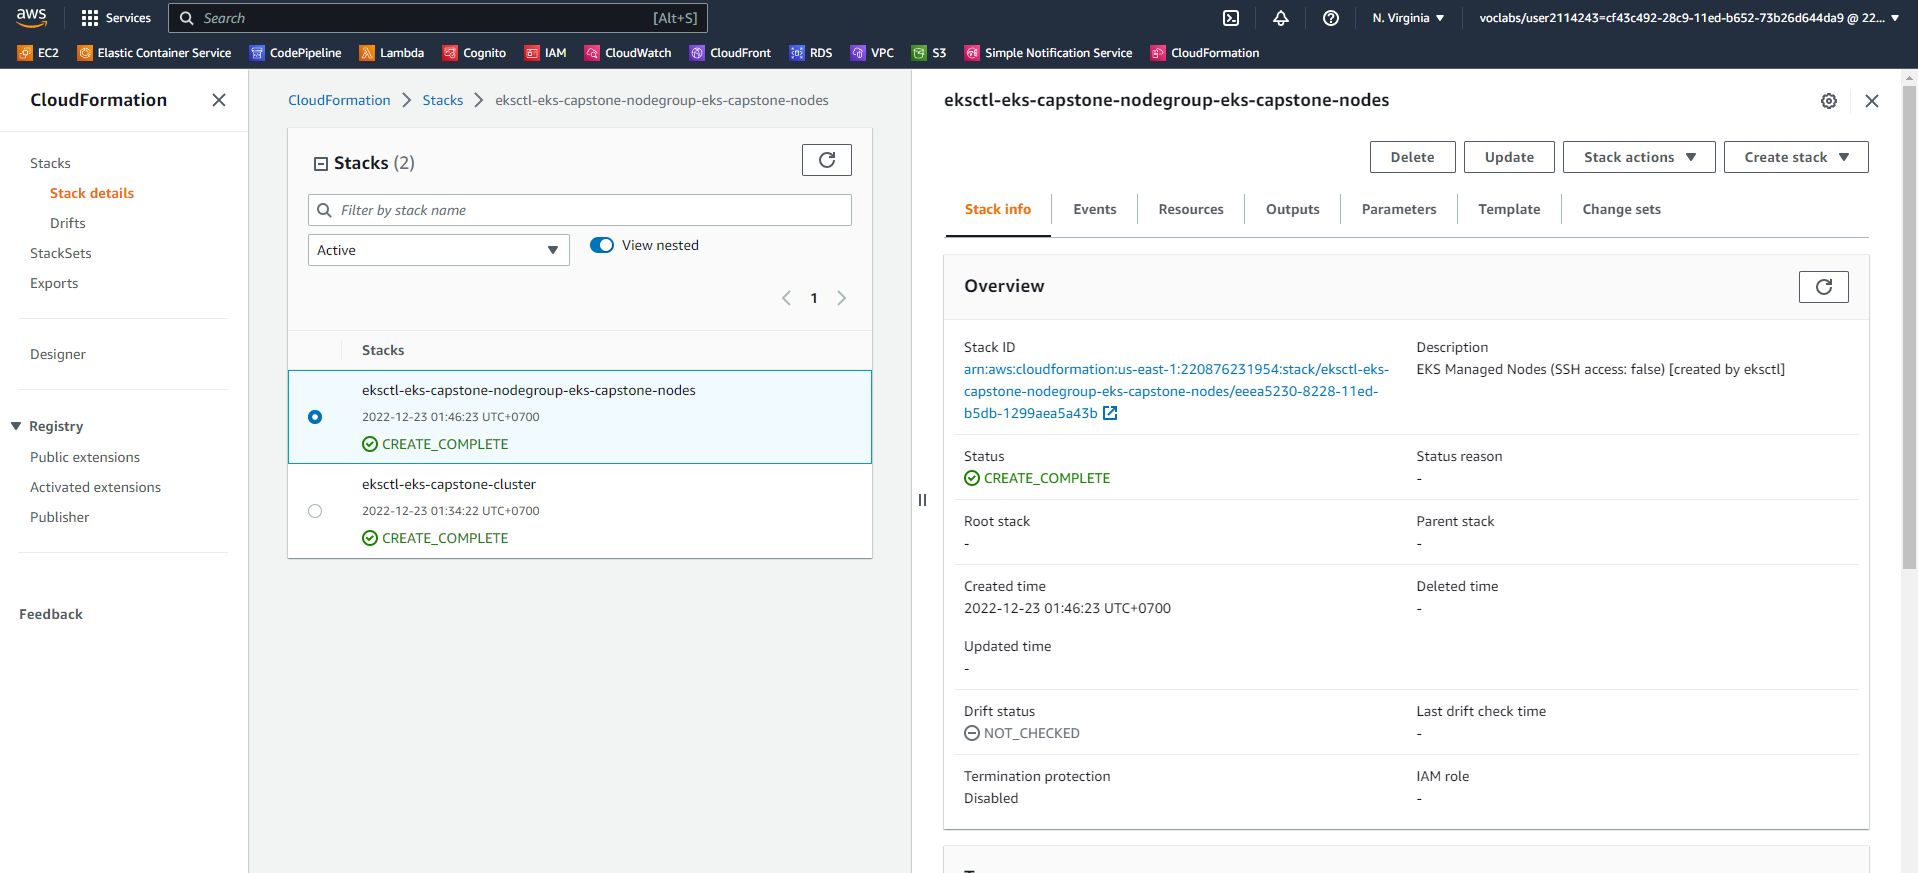 aws
Services
Search
[Alt+S]
N. Virginia
voclabs/user2114243=cf43c492-28c9-11ed-b652-73b26d644da9 @ 22...
EC2
Elastic Container Service
CodePipeline
Lambda
Cognito
IAM
CloudWatch
CloudFront
RDS
VPC
S3
Simple Notification Service
CloudFormation
CloudFormation
Stacks
Stack details
Drifts
StackSets
Exports
Designer
Registry
Public extensions
Activated extensions
Publisher
Feedback
CloudFormation
Stacks
eksctl-eks-capstone-nodegroup-eks-capstone-nodes
Stacks (2)
Filter by stack name
Active
View nested
1
Stacks
eksctl-eks-capstone-nodegroup-eks-capstone-nodes
2022-12-23 01:46:23 UTC+0700
CREATE_COMPLETE
eksctl-eks-capstone-cluster
2022-12-23 01:34:22 UTC+0700
CREATE_COMPLETE
eksctl-eks-capstone-nodegroup-eks-capstone-nodes
Delete
Update
Stack actions
Create stack
Stack info
Events
Resources
Outputs
Parameters
Template
Change sets
Overview
Stack ID
arn:aws:cloudformation:us-east-1:220876231954:stack/eksctl-eks-
capstone-nodegroup-eks-capstone-nodes/eeea5230-8228-11ed-
b5db-1299aea5a43b
Description
EKS Managed Nodes (SSH access: false) [created by eksctl]
Status
CREATE_COMPLETE
Status reason
-
Root stack
-
Parent stack
-
Created time
2022-12-23 01:46:23 UTC+0700
Deleted time
-
Updated time
-
Drift status
NOT_CHECKED
Last drift check time
-
Termination protection
Disabled
IAM role
-